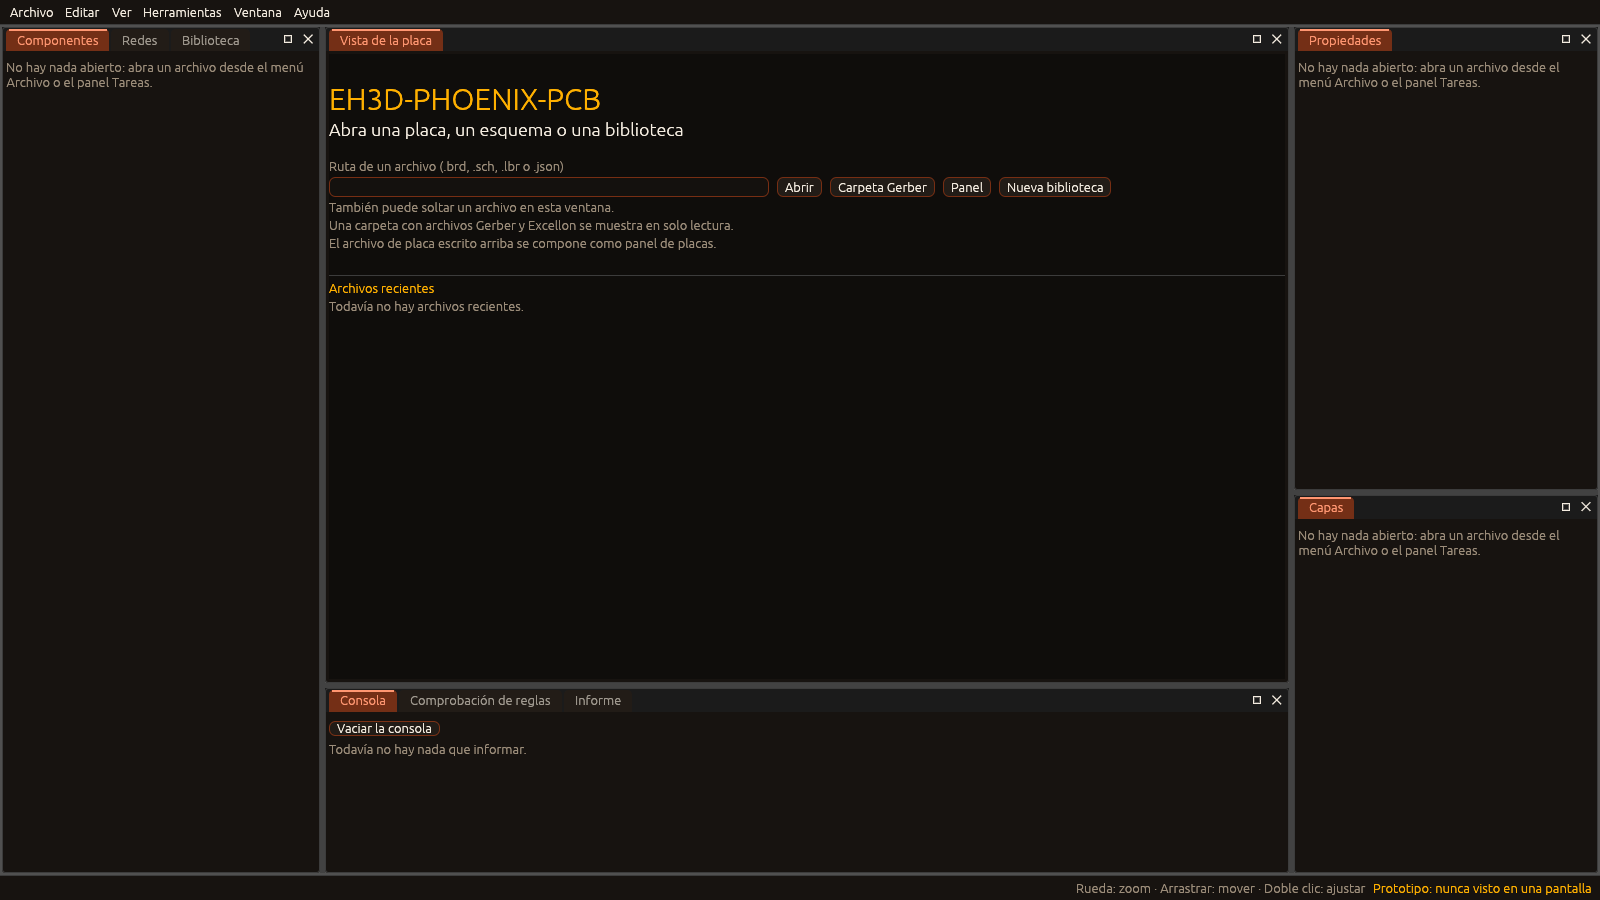 Archivo Editar Ver Herramientas Ventana Ayuda
Componentes Redes Biblioteca
No hay nada abierto: abra un archivo desde el menú
Archivo o el panel Tareas.
Vista de la placa
EH3D-PHOENIX-PCB
Abra una placa, un esquema o una biblioteca
Ruta de un archivo (.brd, .sch, .lbr o .json)
Abrir Carpeta Gerber Panel Nueva biblioteca
También puede soltar un archivo en esta ventana.
Una carpeta con archivos Gerber y Excellon se muestra en solo lectura.
El archivo de placa escrito arriba se compone como panel de placas.
Archivos recientes
Todavía no hay archivos recientes.
Consola Comprobación de reglas Informe
Vaciar la consola
Todavía no hay nada que informar.
Propiedades
No hay nada abierto: abra un archivo desde el
menú Archivo o el panel Tareas.
Capas
No hay nada abierto: abra un archivo desde el
menú Archivo o el panel Tareas.
Rueda: zoom · Arrastrar: mover · Doble clic: ajustar Prototipo: nunca visto en una pantalla